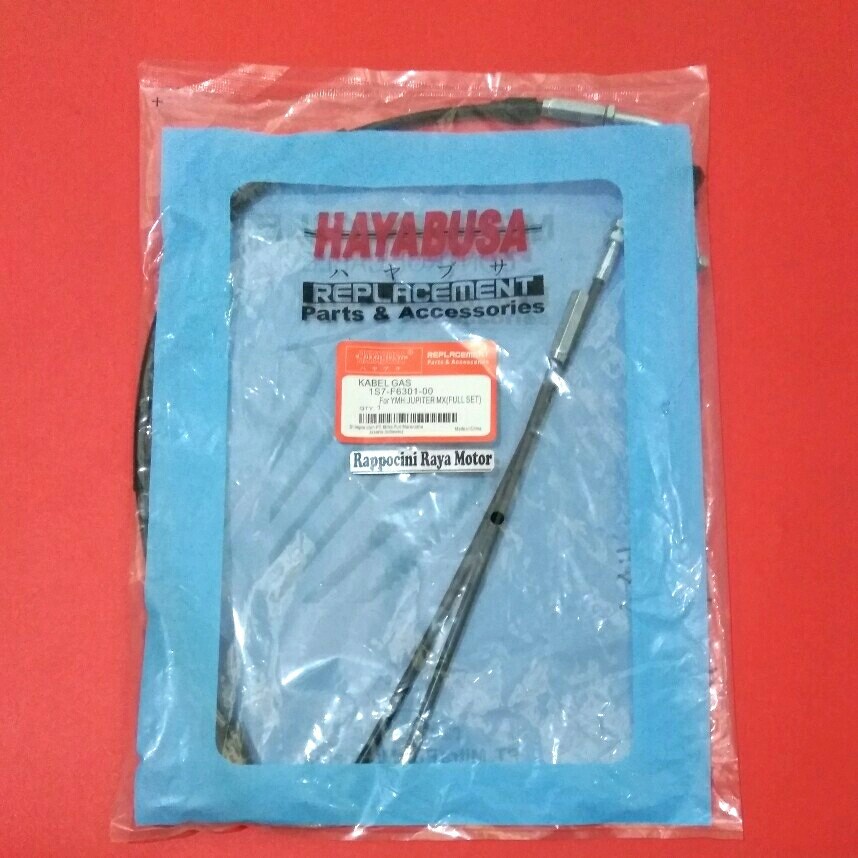 HAYABUSA
ハヤブサ
REPLACEMENT
Parts & Accessories
REPLACEMENT
Parts & Accessories
KABEL GAS
1S7-F6301-00
For YMH JUPITER MX(FULL SET)
QTY: 1
Made in China
Rappocini Raya Motor